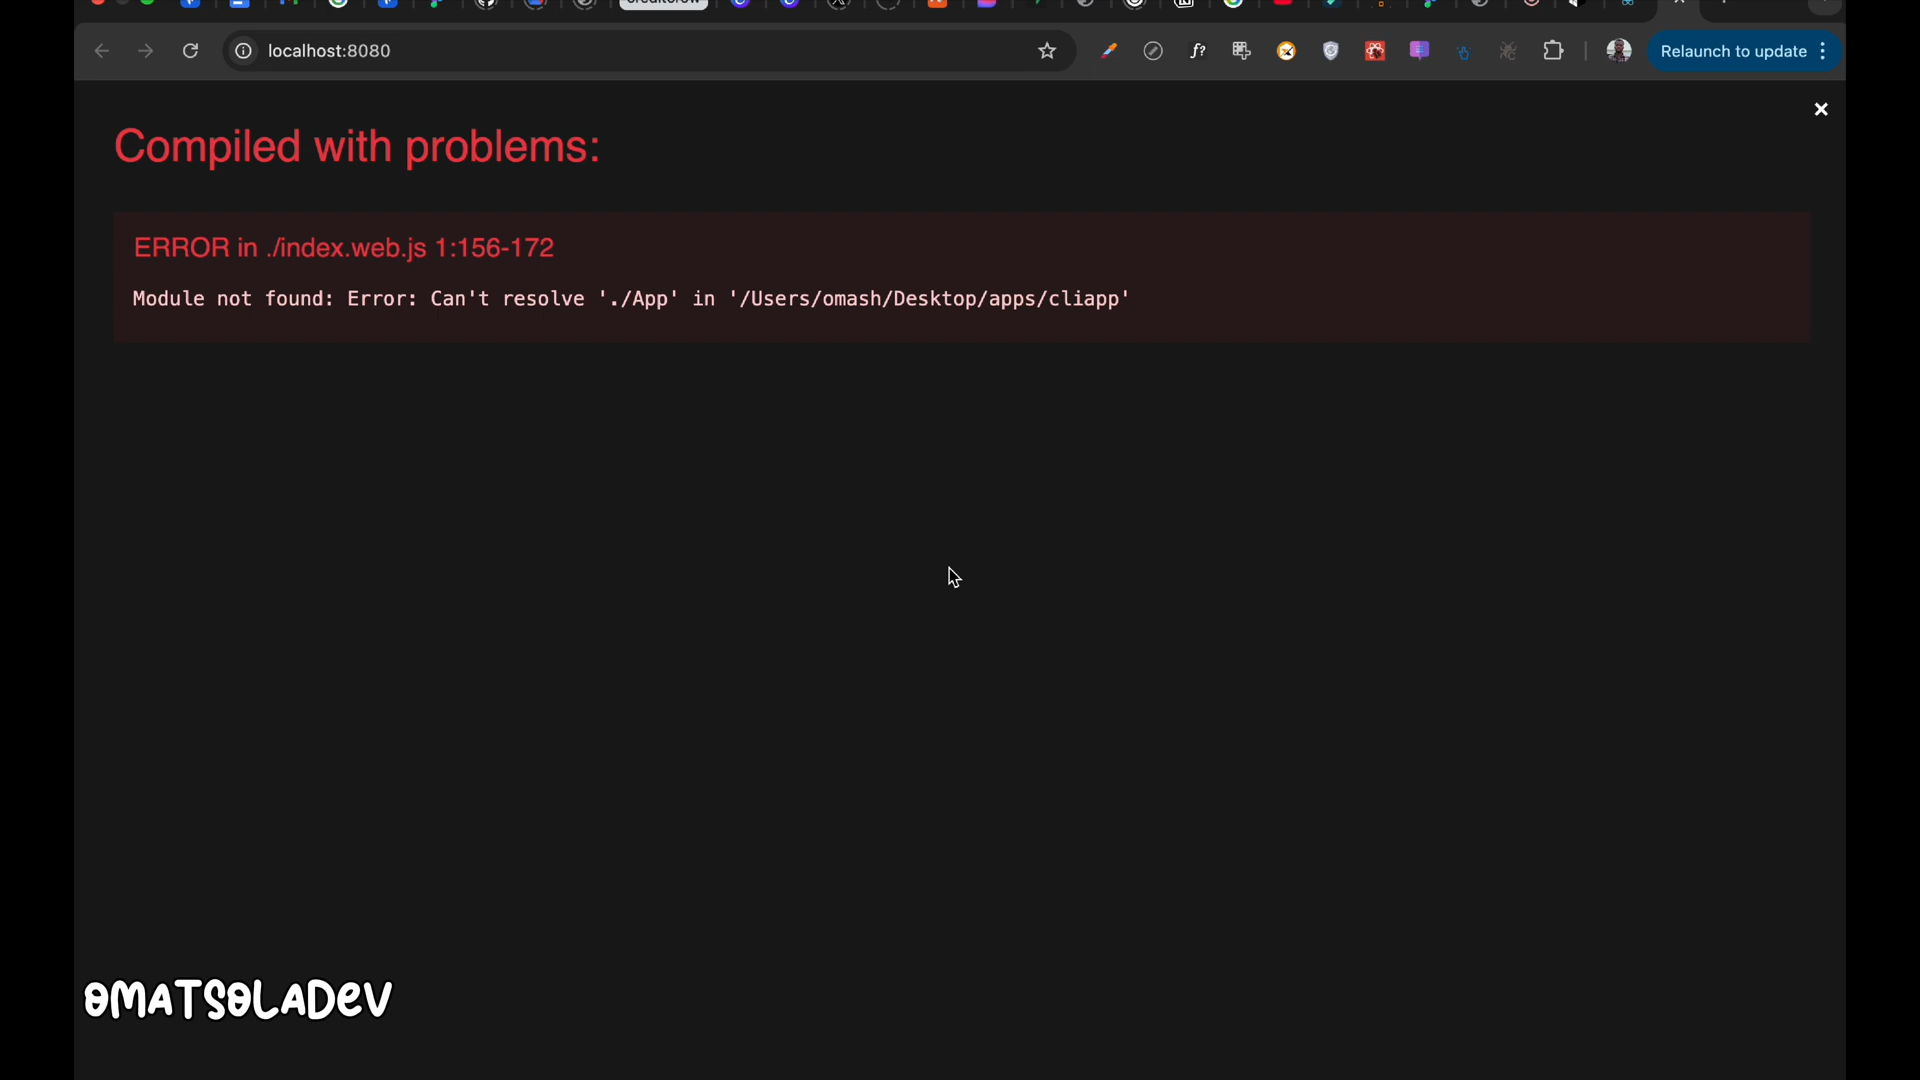 localhost:8080
f?
Relaunch to update
Compiled with problems:
ERROR in ./index.web.js 1:156-172
Module not found: Error: Can't resolve './App' in '/Users/omash/Desktop/apps/cliapp'
OMATSOLADeV